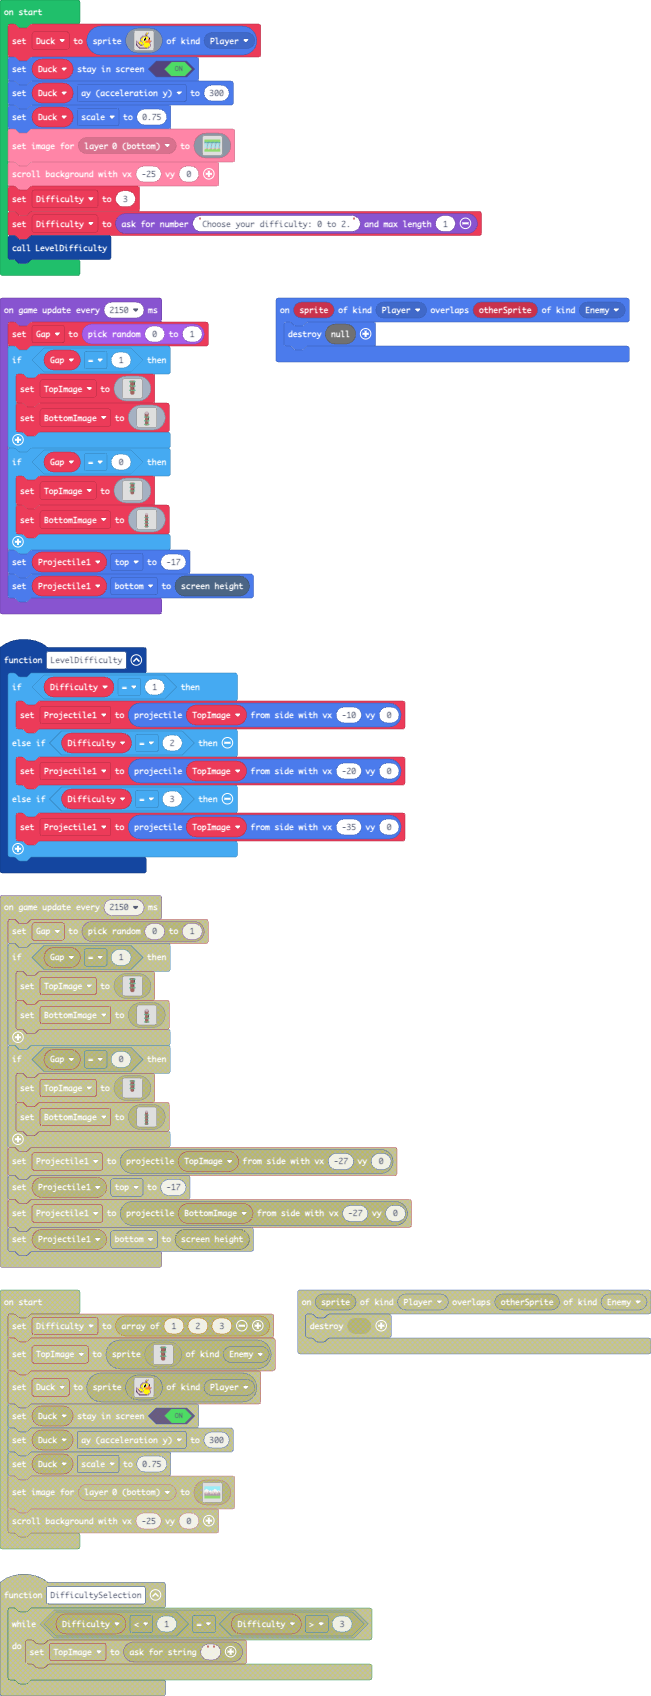 on start
set Duck to sprite of kind Player
set Duck stay in screen ON
set Duck ay (acceleration y) to 300
set Duck scale to 0.75
set image for layer 0 (bottom) to
scroll background with vx -25 vy 0
set Difficulty to 3
set Difficulty to ask for number "Choose your difficulty: 0 to 2." and max length 1
call LevelDifficulty
on game update every 2150 ms
set Gap to pick random 0 to 1
if Gap = 1 then
set TopImage to
set BottomImage to
if Gap = 0 then
set TopImage to
set BottomImage to
set Projectile1 top to -17
set Projectile1 bottom to screen height
on sprite of kind Player overlaps otherSprite of kind Enemy
destroy null
function LevelDifficulty
if Difficulty = 1 then
set Projectile1 to projectile TopImage from side with vx -10 vy 0
else if Difficulty = 2 then
set Projectile1 to projectile TopImage from side with vx -20 vy 0
else if Difficulty = 3 then
set Projectile1 to projectile TopImage from side with vx -35 vy 0
on game update every 2150 ms
set Gap to pick random 0 to 1
if Gap = 1 then
set TopImage to
set BottomImage to
if Gap = 0 then
set TopImage to
set BottomImage to
set Projectile1 to projectile TopImage from side with vx -27 vy 0
set Projectile1 top to -17
set Projectile1 to projectile BottomImage from side with vx -27 vy 0
set Projectile1 bottom to screen height
on start
set Difficulty to array of 1 2 3
set TopImage to sprite of kind Enemy
set Duck to sprite of kind Player
set Duck stay in screen ON
set Duck ay (acceleration y) to 300
set Duck scale to 0.75
set image for layer 0 (bottom) to
scroll background with vx -25 vy 0
on sprite of kind Player overlaps otherSprite of kind Enemy
destroy
function DifficultySelection
while Difficulty < 1 = Difficulty > 3
do set TopImage to ask for string " "